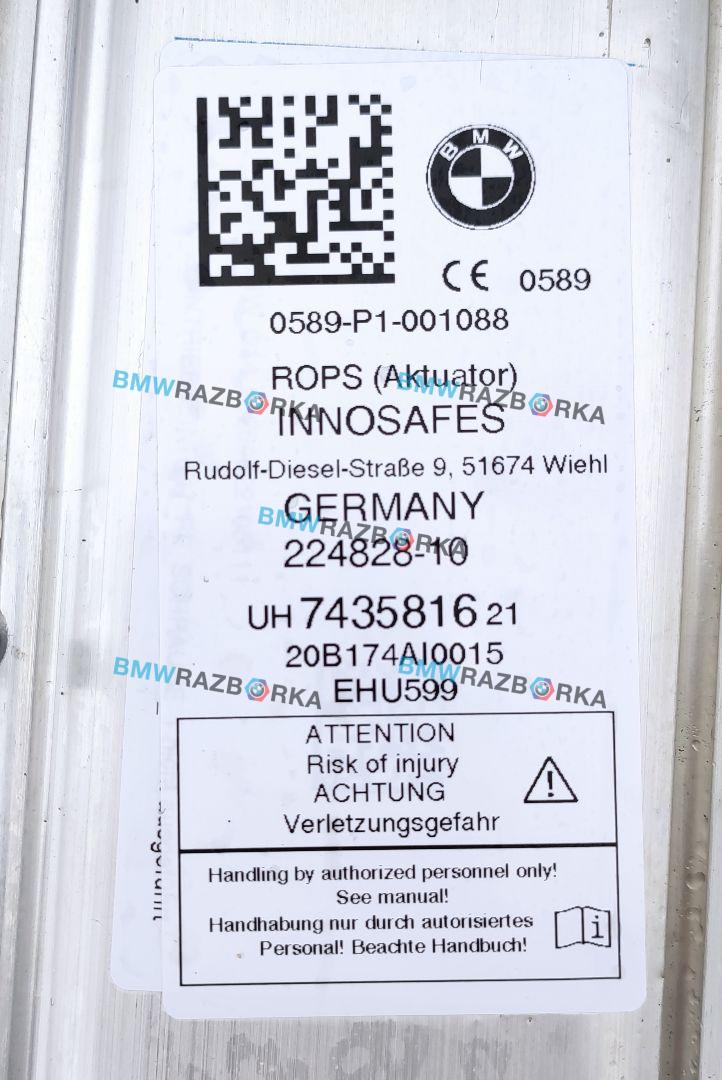 BMW
CE 0589
0589-P1-001088
ROPS (Aktuator)
BMWRAZBORKA
BMWRAZBORKA
INNOSAFES
Rudolf-Diesel-Straße 9, 51674 Wiehl
GERMANY
BMWRAZBORKA
224828-10
UH 7435816 21
20B174AI0015
BMWRAZBORKA
BMWRAZBORKA
EHU599
ATTENTION
Risk of injury
ACHTUNG
Verletzungsgefahr
Handling by authorized personnel only!
See manual!
Handhabung nur durch autorisiertes
Personal! Beachte Handbuch!